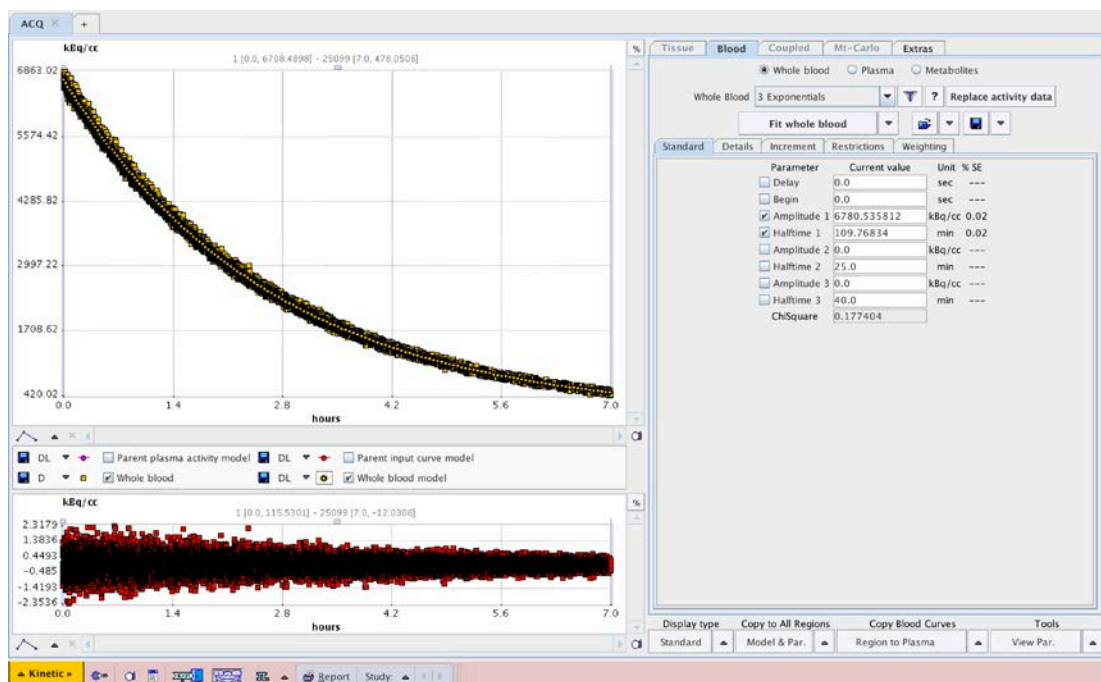 ACQ
+
kBq/cc
%
1 [0.0, 6708.4898] - 25099 [7.0, 478.0506]
6863.02
5574.42
4285.82
2997.22
1708.62
420.02
0.0 1.4 2.8 4.2 5.6 7.0
hours
DL Parent plasma activity model DL Parent input curve model
D Whole blood DL Whole blood model
kBq/cc
%
1 [0.0, 115.5301] - 25099 [7.0, -12.0306]
2.3179
1.3836
0.4493
-0.485
-1.4193
-2.3536
0.0 1.4 2.8 4.2 5.6 7.0
hours
Tissue Blood Coupled Mt-Carlo Extras
Whole blood Plasma Metabolites
Whole Blood 3 Exponentials ? Replace activity data
Fit whole blood
Standard Details Increment Restrictions Weighting
Parameter Current value Unit % SE
Delay 0.0 sec ---
Begin 0.0 sec ---
Amplitude 1 6780.535812 kBq/cc 0.02
Halftime 1 109.76834 min 0.02
Amplitude 2 0.0 kBq/cc ---
Halftime 2 25.0 min ---
Amplitude 3 0.0 kBq/cc ---
Halftime 3 40.0 min ---
ChiSquare 0.177404
Display type Copy to All Regions Copy Blood Curves Tools
Standard Model & Par. Region to Plasma View Par.
Kinetic » Report Study: